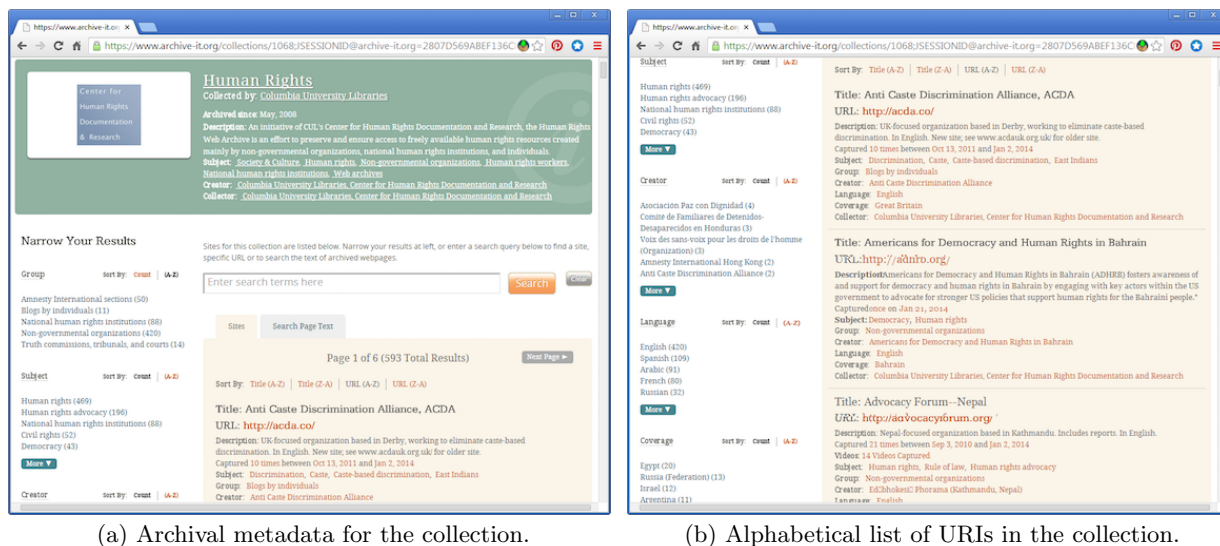 https://www.archive-it.org ×
https://www.archive-it.org/collections/1068;JSESSIONID@archive-it.org=2807D569ABEF136C
Center for
Human Rights
Documentation
& Research
Human Rights
Collected by: Columbia University Libraries
Archived since: May, 2008
Description: An initiative of CUL's Center for Human Rights Documentation and Research, the Human Rights
Web Archive is an effort to preserve and ensure access to freely available human rights resources created
mainly by non-governmental organizations, national human rights institutions, and individuals.
Subject: Society & Culture, Human rights, Non-governmental organizations, Human rights workers,
National human rights institutions, Web archives
Creator: Columbia University Libraries, Center for Human Rights Documentation and Research
Collector: Columbia University Libraries, Center for Human Rights Documentation and Research
Narrow Your Results
Group Sort By: Count | (A-Z)
Amnesty International sections (50)
Blogs by individuals (11)
National human rights institutions (88)
Non-governmental organizations (420)
Truth commissions, tribunals, and courts (14)
Subject Sort By: Count | (A-Z)
Human rights (469)
Human rights advocacy (196)
National human rights institutions (88)
Civil rights (52)
Democracy (43)
More ▼
Creator Sort By: Count | (A-Z)
Sites for this collection are listed below. Narrow your results at left, or enter a search query below to find a site,
specific URL or to search the text of archived webpages.
Enter search terms here Search Clear
Sites Search Page Text
Page 1 of 6 (593 Total Results) Next Page ►
Sort By: Title (A-Z) | Title (Z-A) | URL (A-Z) | URL (Z-A)
Title: Anti Caste Discrimination Alliance, ACDA
URL: http://acda.co/
Description: UK-focused organization based in Derby, working to eliminate caste-based
discrimination. In English. New site; see www.acdauk.org.uk/ for older site.
Captured 10 times between Oct 13, 2011 and Jan 2, 2014
Subject: Discrimination, Caste, Caste-based discrimination, East Indians
Group: Blogs by individuals
Creator: Anti Caste Discrimination Alliance
(a) Archival metadata for the collection.
https://www.archive-it.org ×
https://www.archive-it.org/collections/1068;JSESSIONID@archive-it.org=2807D569ABEF136C
Subject Sort By: Count | (A-Z)
Human rights (469)
Human rights advocacy (196)
National human rights institutions (88)
Civil rights (52)
Democracy (43)
More ▼
Creator Sort By: Count | (A-Z)
Asociación Paz con Dignidad (4)
Comité de Familiares de Detenidos-
Desaparecidos en Honduras (3)
Voix des sans-voix pour les droits de l'homme
(Organization) (3)
Amnesty International Hong Kong (2)
Anti Caste Discrimination Alliance (2)
More ▼
Language Sort By: Count | (A-Z)
English (420)
Spanish (109)
Arabic (91)
French (80)
Russian (32)
More ▼
Coverage Sort By: Count | (A-Z)
Egypt (20)
Russia (Federation) (13)
Israel (12)
Argentina (11)
Sort By: Title (A-Z) | Title (Z-A) | URL (A-Z) | URL (Z-A)
Title: Anti Caste Discrimination Alliance, ACDA
URL: http://acda.co/
Description: UK-focused organization based in Derby, working to eliminate caste-based
discrimination. In English. New site; see www.acdauk.org.uk/ for older site.
Captured 10 times between Oct 13, 2011 and Jan 2, 2014
Subject: Discrimination, Caste, Caste-based discrimination, East Indians
Group: Blogs by individuals
Creator: Anti Caste Discrimination Alliance
Language: English
Coverage: Great Britain
Collector: Columbia University Libraries, Center for Human Rights Documentation and Research
Title: Americans for Democracy and Human Rights in Bahrain
URL:
Description: Americans for Democracy and Human Rights in Bahrain (ADHRB) fosters awareness of
and support for democracy and human rights in Bahrain by engaging with key actors within the US
government to advocate for stronger US policies that support human rights for the Bahraini people."
Captured once on Jan 21, 2014
Subject: Democracy, Human rights
Group: Non-governmental organizations
Creator: Americans for Democracy and Human Rights in Bahrain
Language: English
Coverage: Bahrain
Collector: Columbia University Libraries, Center for Human Rights Documentation and Research
Title: Advocacy Forum--Nepal
URL: http://advocacyforum.org/
Description: Nepal-focused organization based in Kathmandu. Includes reports. In English.
Captured 21 times between Sep 3, 2010 and Jan 2, 2014
Videos: 14 Videos Captured
Subject: Human rights, Rule of law, Human rights advocacy
Group: Non-governmental organizations
Creator: Phorama (Kathmandu, Nepal)
Language: English
(b) Alphabetical list of URIs in the collection.